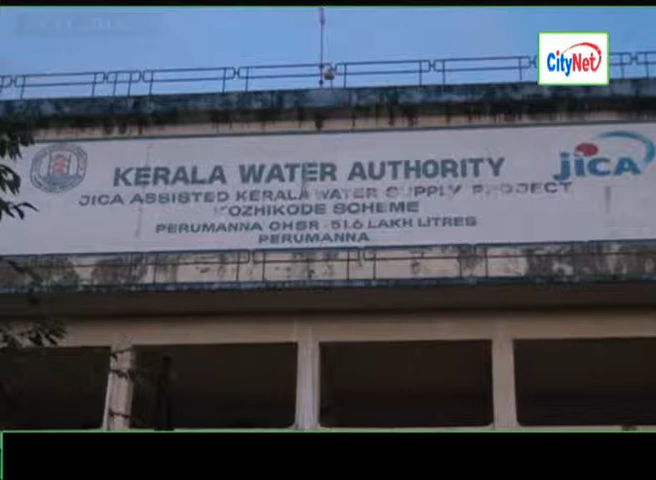 CityNet
KERALA WATER AUTHORITY
jica
JICA ASSISTED KERALA WATER SUPPLY PROJECT
KOZHIKODE SCHEME
PERUMANNA OHSR - 51.6 LAKH LITRES
PERUMANNA